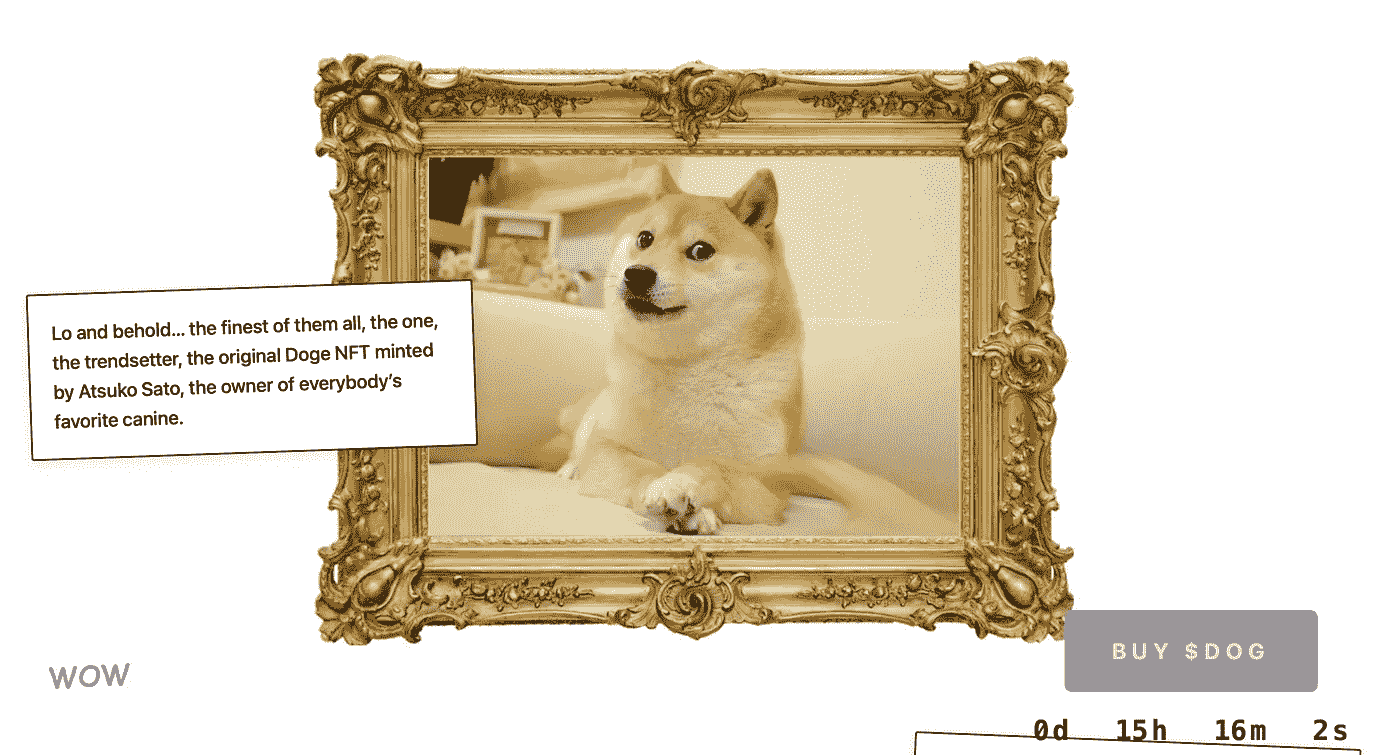 Lo and behold... the finest of them all, the one,
the trendsetter, the original Doge NFT minted
by Atsuko Sato, the owner of everybody’s
favorite canine.
WOW
BUY $DOG
0d 15h 16m 2s